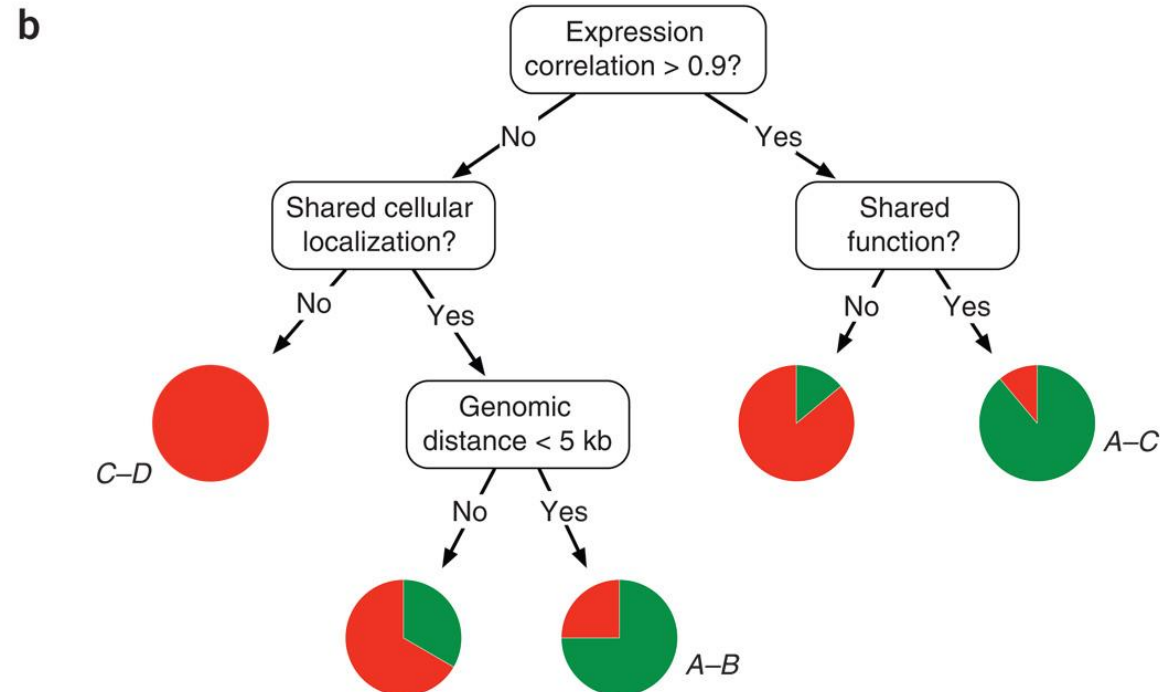 b
Expression
correlation > 0.9?
No
Yes
Shared cellular
localization?
Shared
function?
No
Yes
No
Yes
Genomic
distance < 5 kb
C–D
A–C
No
Yes
A–B